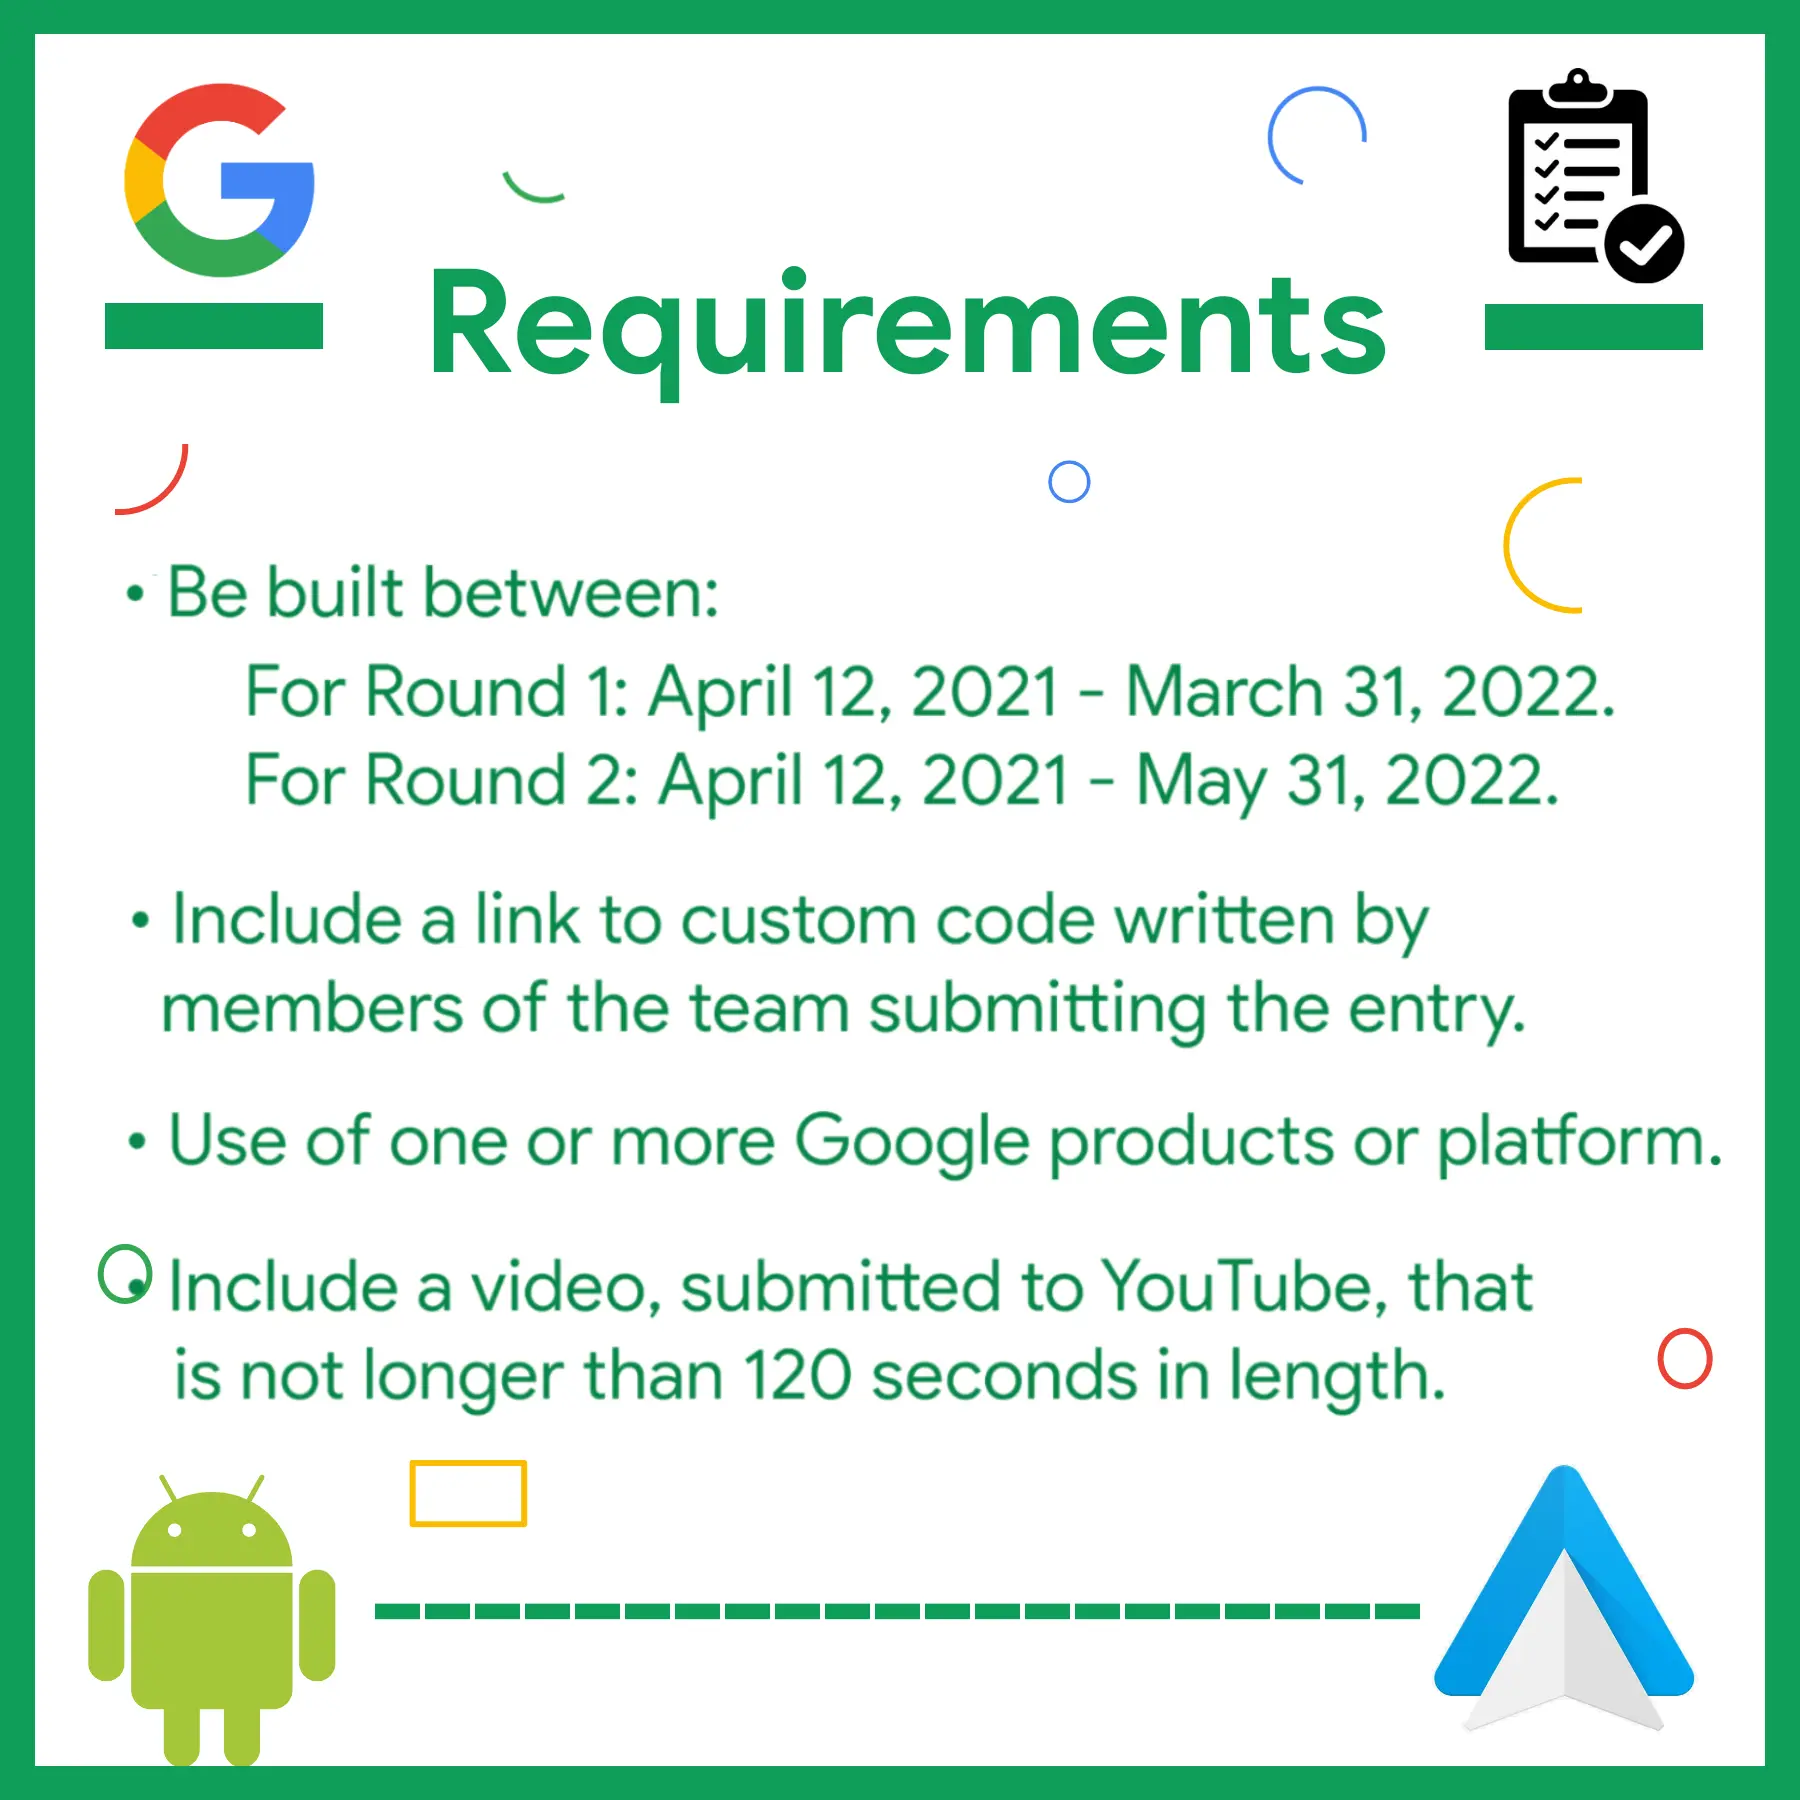 Requirements
• Be built between:
For Round 1: April 12, 2021 - March 31, 2022.
For Round 2: April 12, 2021 - May 31, 2022.
• Include a link to custom code written by
members of the team submitting the entry.
• Use of one or more Google products or platform.
• Include a video, submitted to YouTube, that
is not longer than 120 seconds in length.